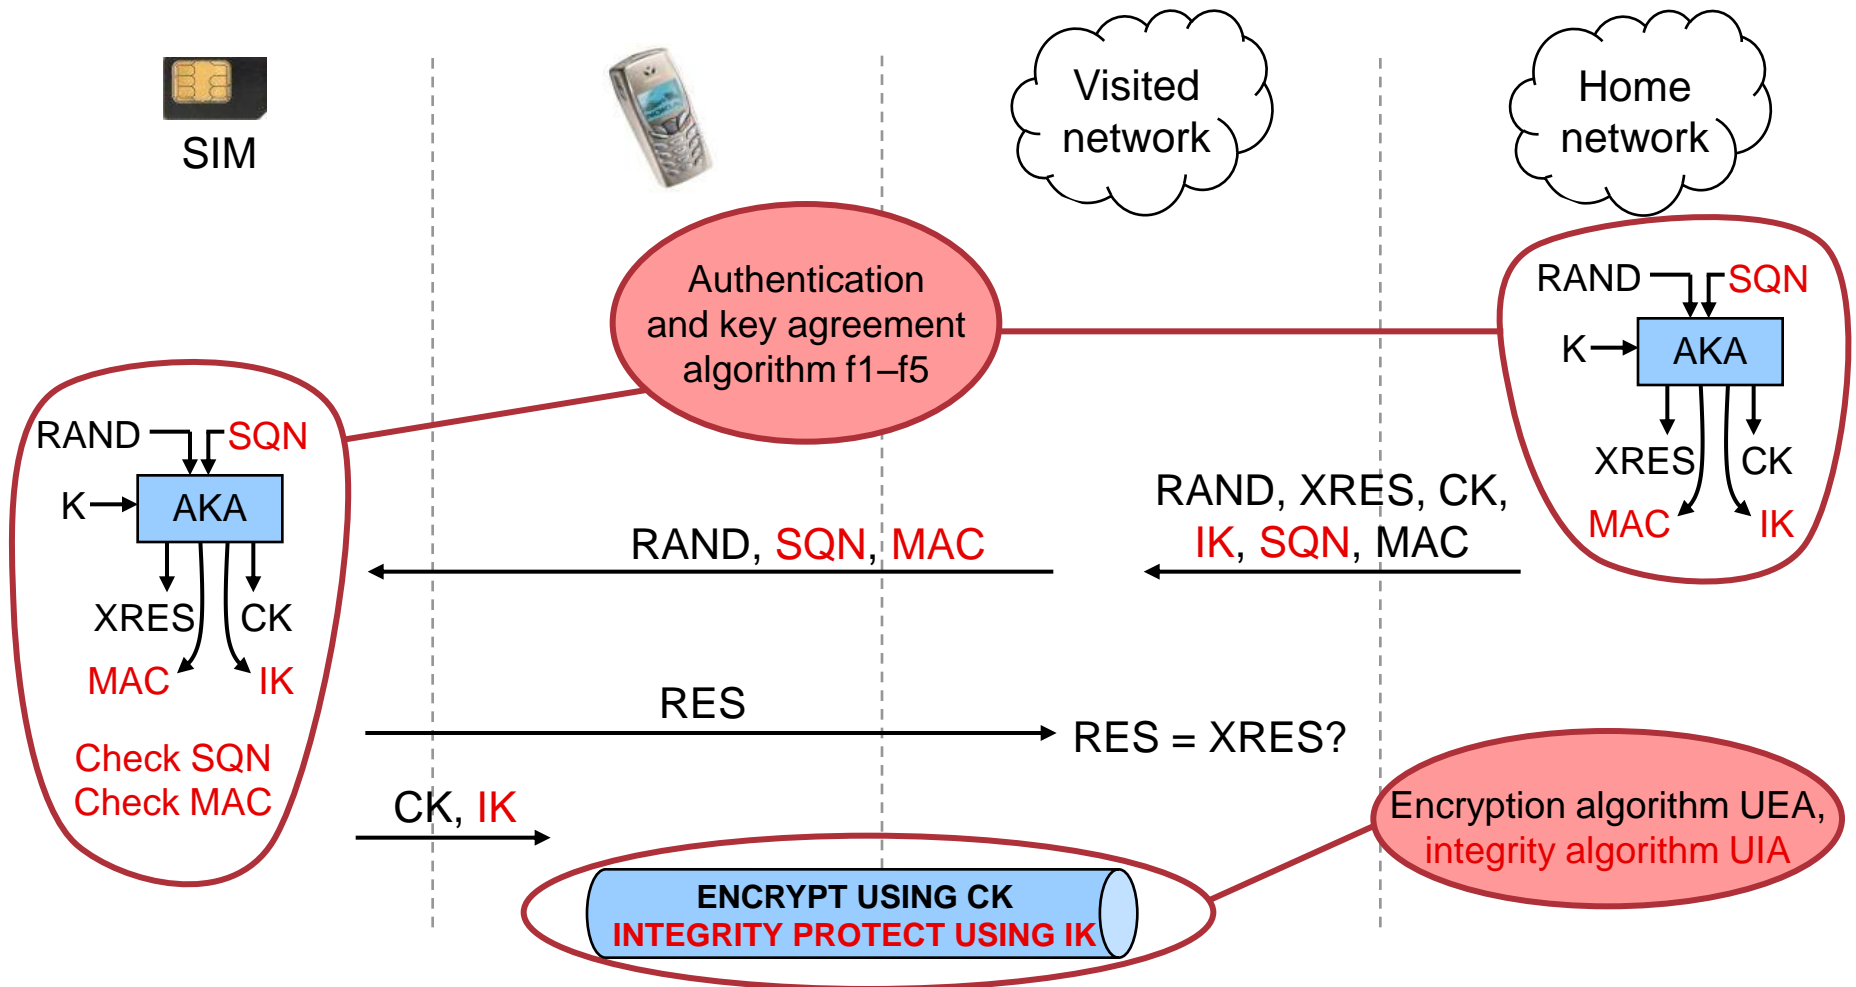 SIM
Visited
network
Home
network
Authentication
and key agreement
algorithm f1–f5
RAND
SQN
K
AKA
XRES
CK
MAC
IK
RAND
SQN
K
AKA
XRES
CK
MAC
IK
Check SQN
Check MAC
RAND, XRES, CK,
IK, SQN, MAC
RAND, SQN, MAC
RES
RES = XRES?
CK, IK
Encryption algorithm UEA,
integrity algorithm UIA
ENCRYPT USING CK
INTEGRITY PROTECT USING IK